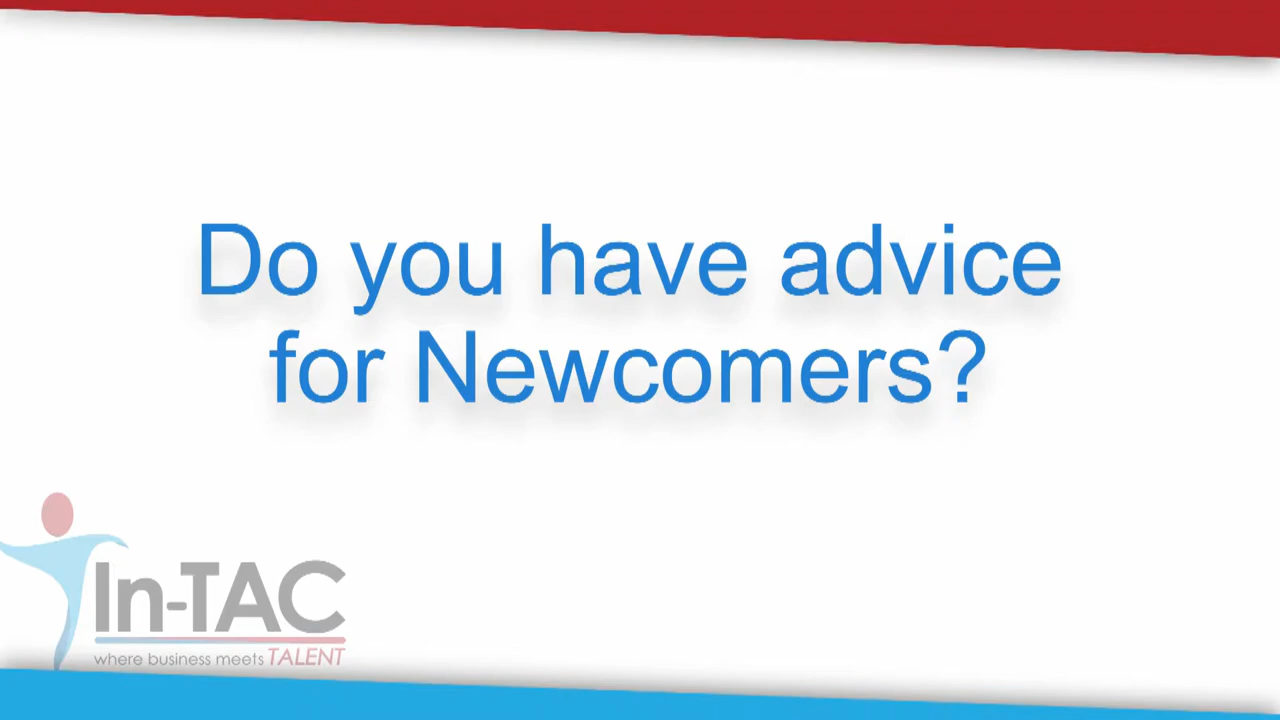 Do you have advice
for Newcomers?
In-TAC
where business meets TALENT